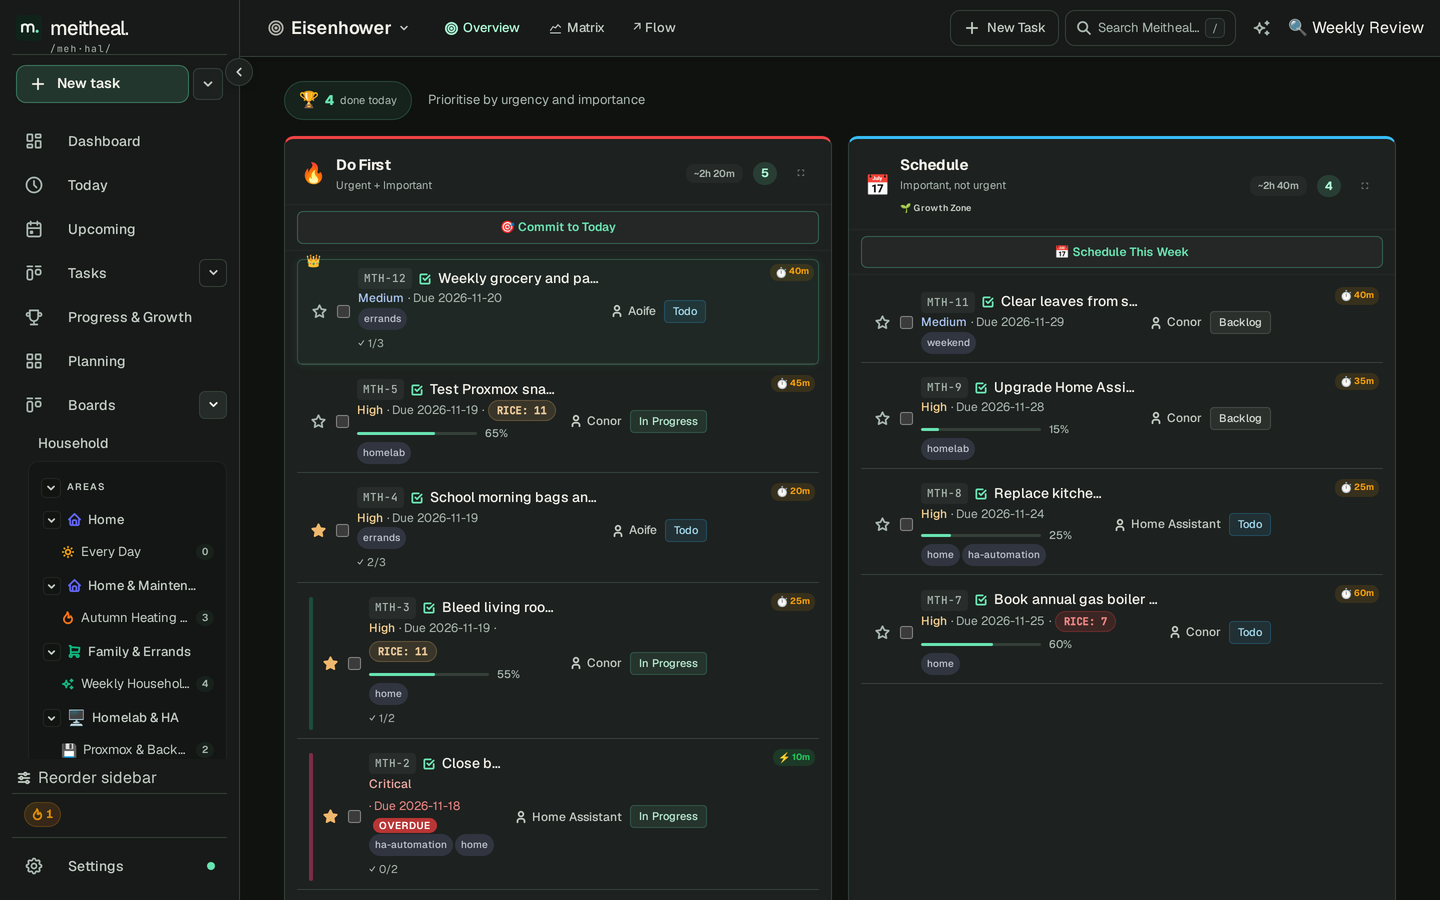 m. meitheal.
/meh·hal/
New task
Dashboard
Today
Upcoming
Tasks
Progress & Growth
Planning
Boards
Household
AREAS
Home
Every Day 0
Home & Mainten...
Autumn Heating ... 3
Family & Errands
Weekly Househol... 4
Homelab & HA
Proxmox & Back... 2
Reorder sidebar
1
Settings
Eisenhower
Overview
Matrix
Flow
New Task
Search Meitheal... /
Weekly Review
4 done today
Prioritise by urgency and importance
Do First
Urgent + Important
~2h 20m 5
Commit to Today
MTH-12 Weekly grocery and pa... 40m
Medium · Due 2026-11-20
errands
Aoife Todo
✓ 1/3
MTH-5 Test Proxmox sna... 45m
High · Due 2026-11-19 · RICE: 11
Conor In Progress
65%
homelab
MTH-4 School morning bags an... 20m
High · Due 2026-11-19
errands
Aoife Todo
✓ 2/3
MTH-3 Bleed living roo... 25m
High · Due 2026-11-19 ·
RICE: 11
Conor In Progress
55%
home
✓ 1/2
MTH-2 Close b... 10m
Critical
· Due 2026-11-18
OVERDUE
Home Assistant In Progress
ha-automation home
✓ 0/2
Schedule
Important, not urgent
Growth Zone
~2h 40m 4
Schedule This Week
MTH-11 Clear leaves from s... 40m
Medium · Due 2026-11-29
weekend
Conor Backlog
MTH-9 Upgrade Home Assi... 35m
High · Due 2026-11-28
Conor Backlog
15%
homelab
MTH-8 Replace kitche... 25m
High · Due 2026-11-24
Home Assistant Todo
25%
home ha-automation
MTH-7 Book annual gas boiler ... 60m
High · Due 2026-11-25 · RICE: 7
Conor Todo
60%
home